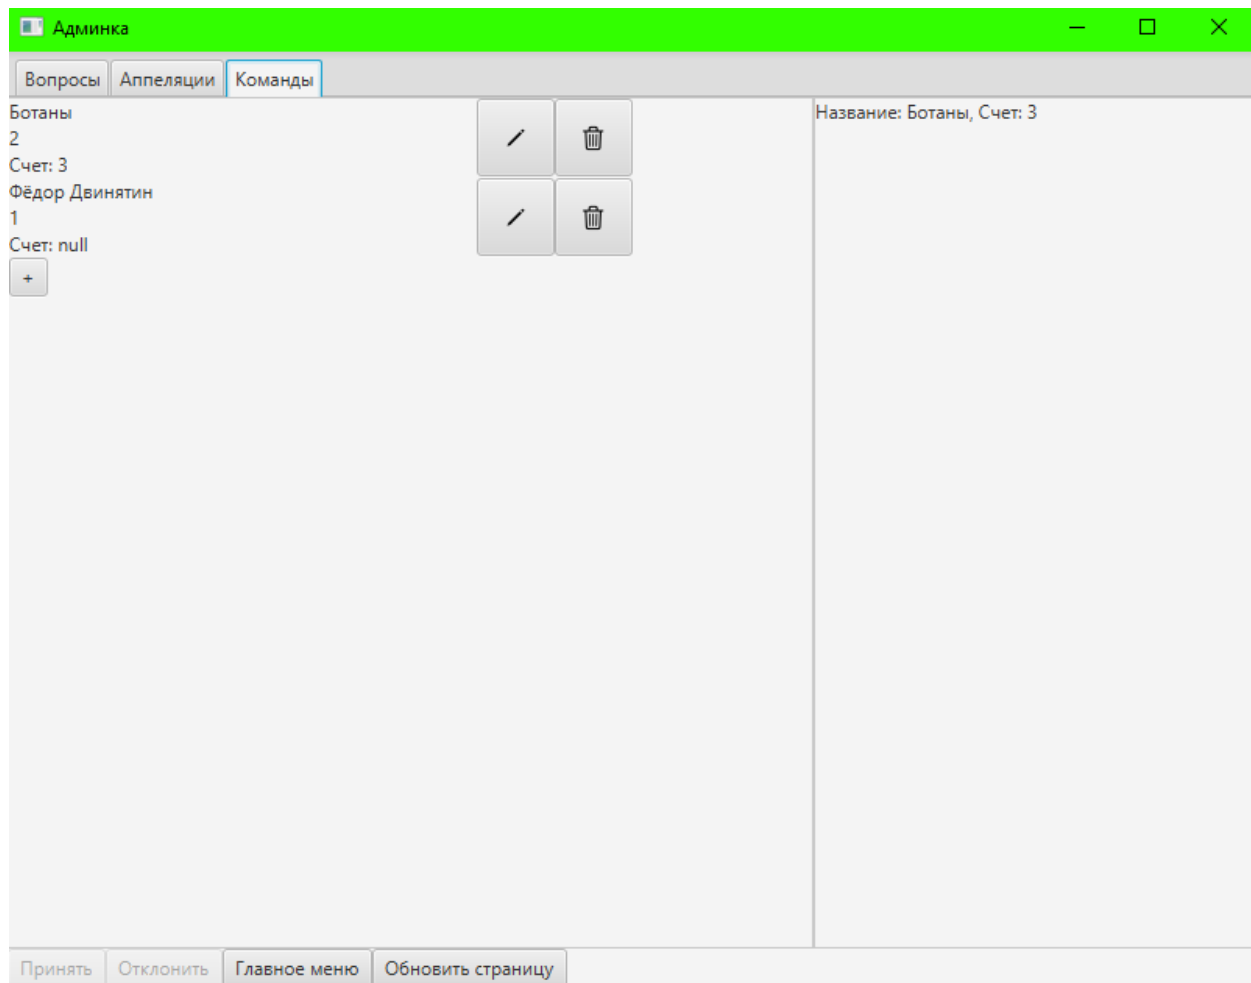 Админка
Вопросы Аппеляции Команды
Ботаны
2
Счет: 3
Фёдор Двинятин
1
Счет: null
+
Название: Ботаны, Счет: 3
Принять Отклонить Главное меню Обновить страницу